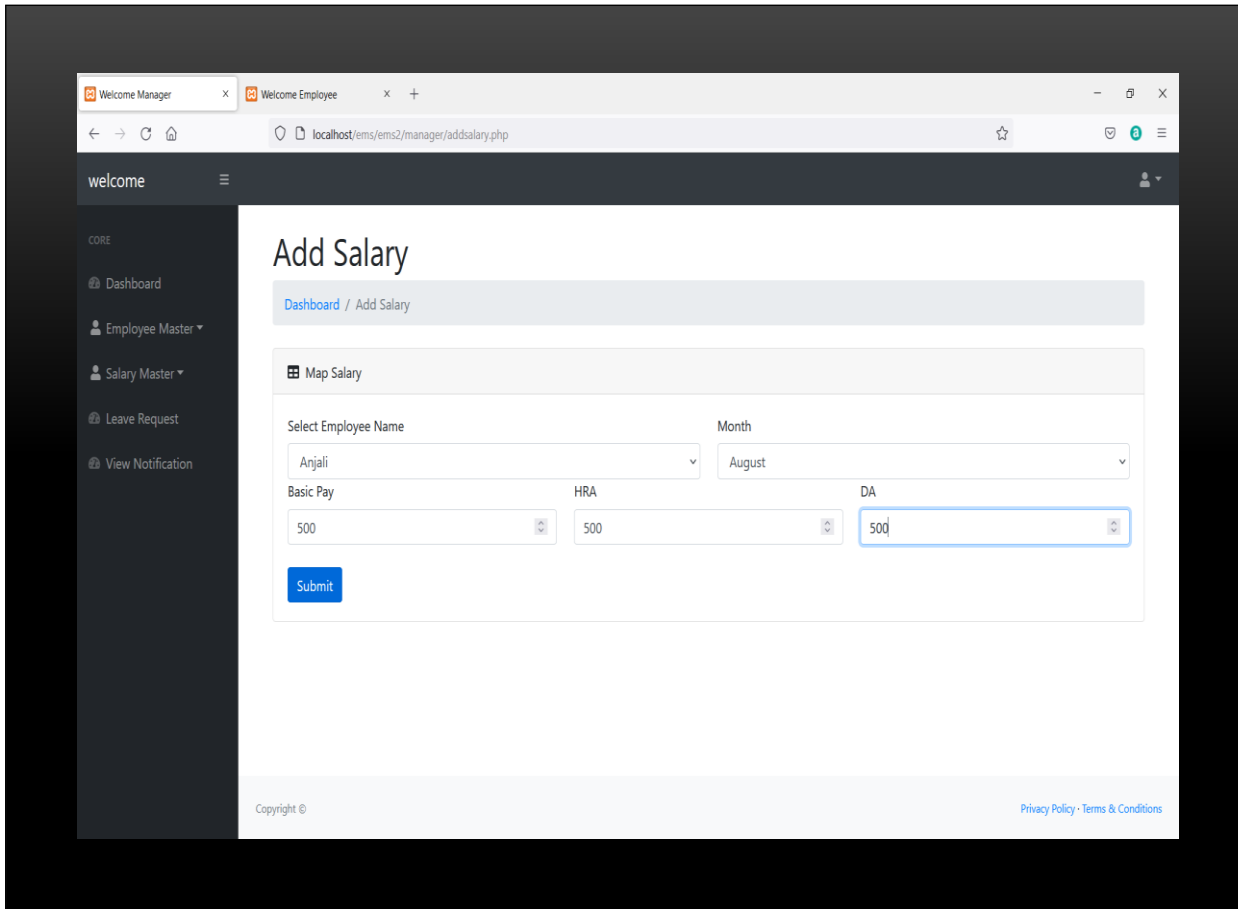 Welcome Manager X Welcome Employee X
localhost/ems/ems2/manager/addsalary.php
welcome
CORE
Dashboard
Employee Master
Salary Master
Leave Request
View Notification
Add Salary
Dashboard / Add Salary
Map Salary
Select Employee Name Month
Anjali August
Basic Pay HRA DA
500 500 500
Submit
Copyright © Privacy Policy · Terms & Conditions